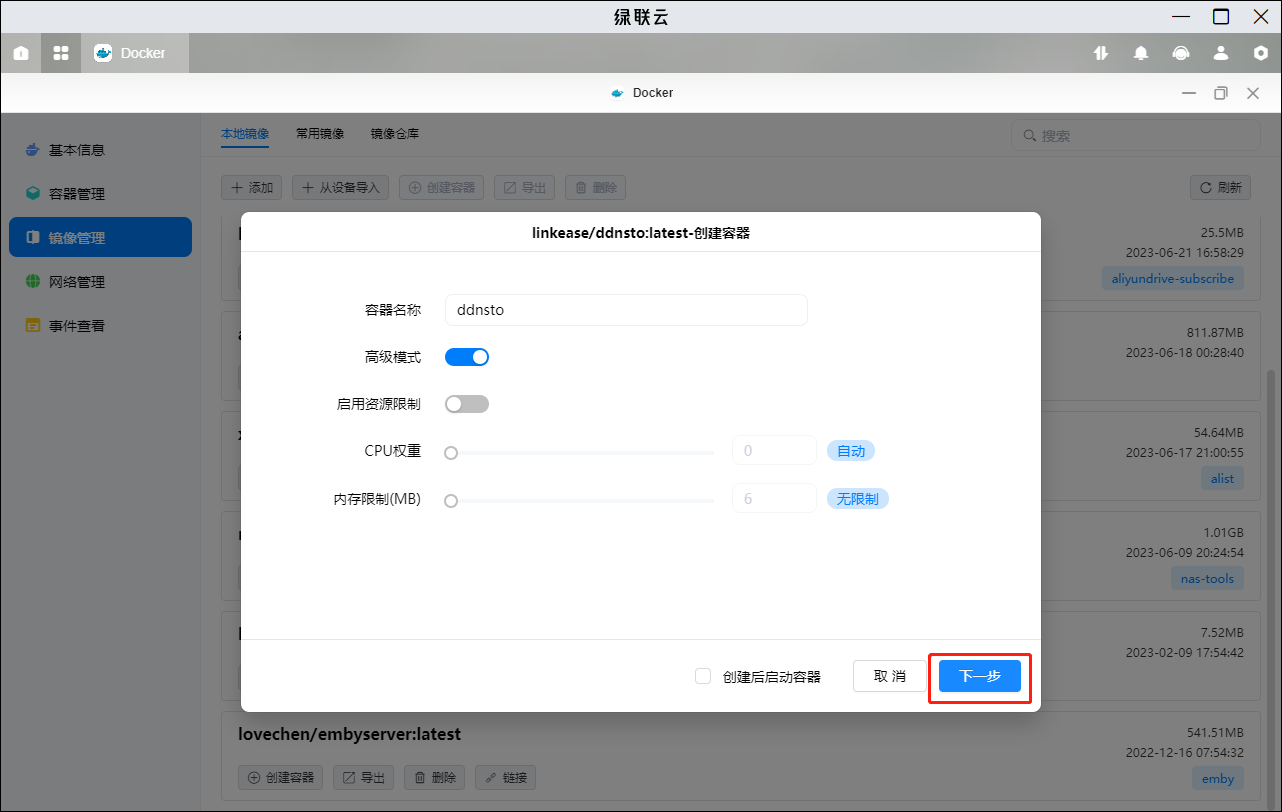 绿联云
Docker
Docker
基本信息
容器管理
镜像管理
网络管理
事件查看
本地镜像 常用镜像 镜像仓库
搜索
添加 从设备导入 创建容器 导出 删除 刷新
25.5MB
2023-06-21 16:58:29
aliyundrive-subscribe
811.87MB
2023-06-18 00:28:40
54.64MB
2023-06-17 21:00:55
alist
1.01GB
2023-06-09 20:24:54
nas-tools
7.52MB
2023-02-09 17:54:42
linkease/ddnsto:latest-创建容器
容器名称 ddnsto
高级模式
启用资源限制
CPU权重 0 自动
内存限制(MB) 6 无限制
创建后启动容器 取消 下一步
lovechen/embyserver:latest
创建容器 导出 删除 链接
541.51MB
2022-12-16 07:54:32
emby